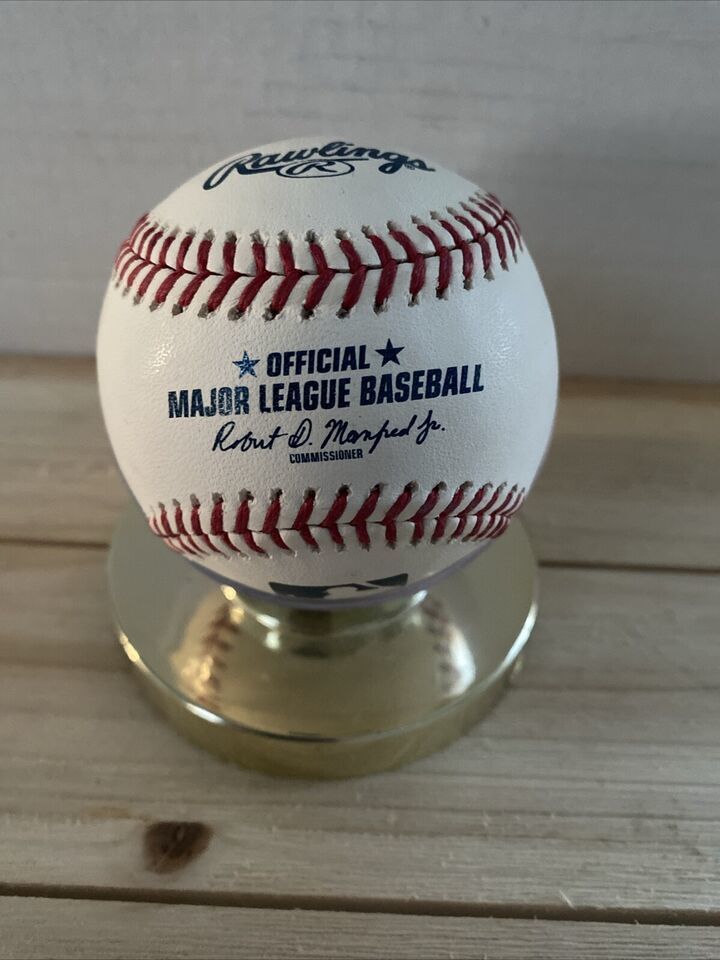 Rawlings
R
★ OFFICIAL ★
MAJOR LEAGUE BASEBALL
Robert D. Manfred Jr.
COMMISSIONER